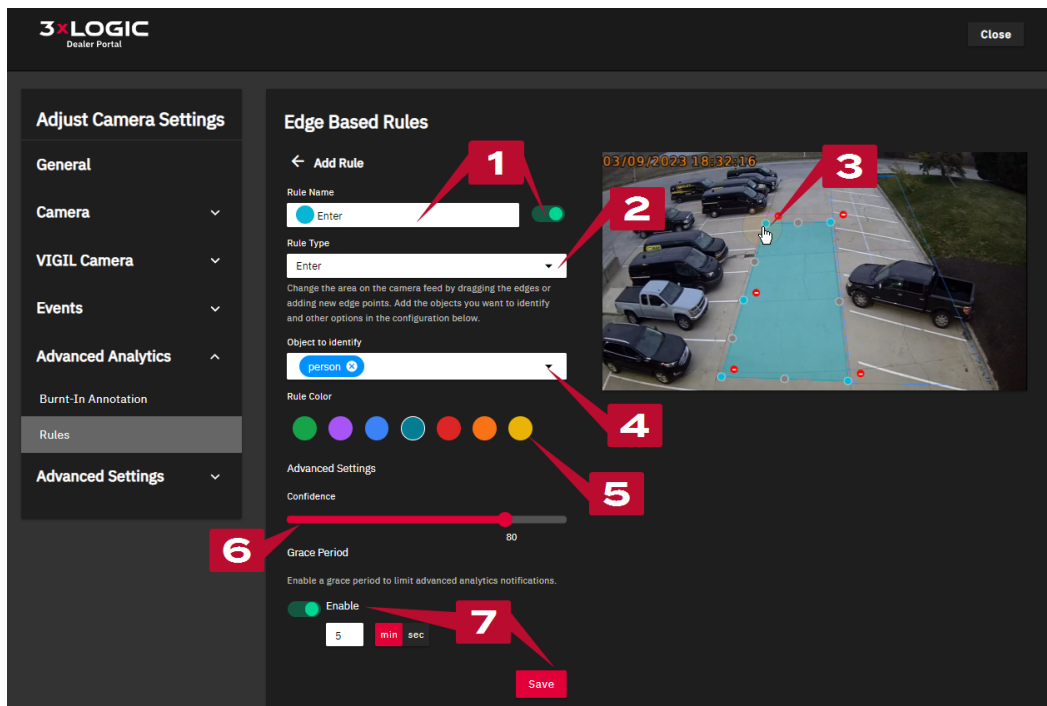 3×LOGIC
Dealer Portal
Close
Adjust Camera Settings
General
Camera
VIGIL Camera
Events
Advanced Analytics
Burnt-In Annotation
Rules
Advanced Settings
Edge Based Rules
Add Rule
1
Rule Name
Enter
2
Rule Type
Enter
Change the area on the camera feed by dragging the edges or
adding new edge points. Add the objects you want to identify
and other options in the configuration below.
Object to identify
person
4
Rule Color
5
Advanced Settings
Confidence
6
80
Grace Period
Enable a grace period to limit advanced analytics notifications.
Enable
7
5 min sec
Save
03/09/2023 18:32:16
3